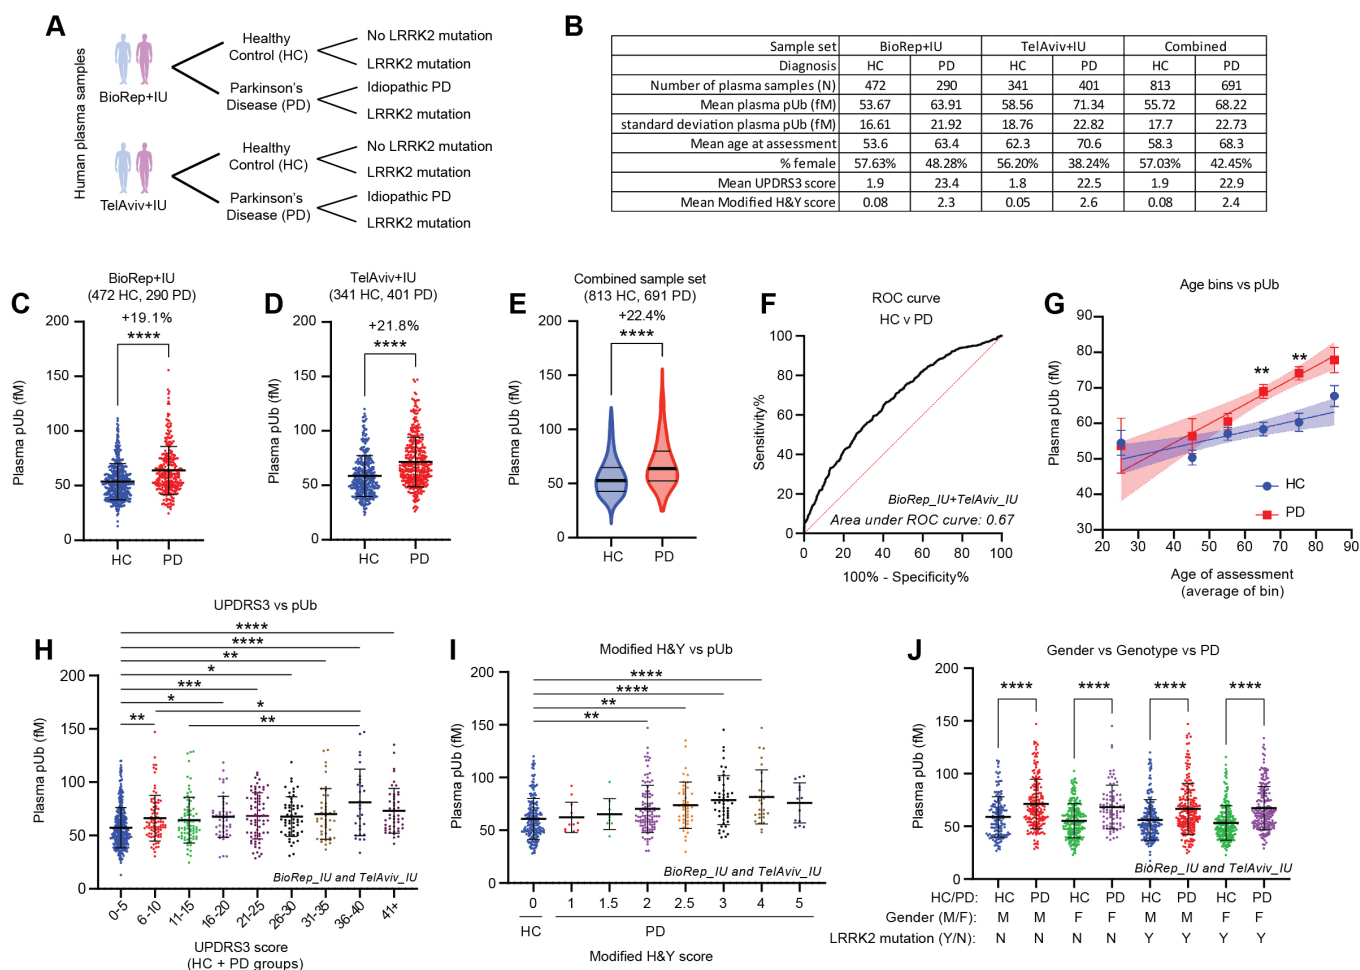 A
Human plasma samples
BioRep+IU
Healthy
Control (HC)
No LRRK2 mutation
LRRK2 mutation
Parkinson's
Disease (PD)
Idiopathic PD
LRRK2 mutation
TelAviv+IU
Healthy
Control (HC)
No LRRK2 mutation
LRRK2 mutation
Parkinson's
Disease (PD)
Idiopathic PD
LRRK2 mutation
B
Sample set BioRep+IU TelAviv+IU Combined
Diagnosis HC PD HC PD HC PD
Number of plasma samples (N) 472 290 341 401 813 691
Mean plasma pUb (fM) 53.67 63.91 58.56 71.34 55.72 68.22
standard deviation plasma pUb (fM) 16.61 21.92 18.76 22.82 17.7 22.73
Mean age at assessment 53.6 63.4 62.3 70.6 58.3 68.3
% female 57.63% 48.28% 56.20% 38.24% 57.03% 42.45%
Mean UPDRS3 score 1.9 23.4 1.8 22.5 1.9 22.9
Mean Modified H&Y score 0.08 2.3 0.05 2.6 0.08 2.4
C
BioRep+IU
(472 HC, 290 PD)
+19.1%
****
Plasma pUb (fM)
200
150
100
50
0
HC PD
D
TelAviv+IU
(341 HC, 401 PD)
+21.8%
****
Plasma pUb (fM)
200
150
100
50
0
HC PD
E
Combined sample set
(813 HC, 691 PD)
+22.4%
****
Plasma pUb (fM)
200
150
100
50
0
HC PD
F
ROC curve
HC v PD
Sensitivity%
100
80
60
40
20
0
BioRep_IU+TelAviv_IU
Area under ROC curve: 0.67
0 20 40 60 80 100
100% - Specificity%
G
Age bins vs pUb
Plasma pUb (fM)
90
80
70
60
50
40
30
** **
HC
PD
20 30 40 50 60 70 80 90
Age of assessment
(average of bin)
H
UPDRS3 vs pUb
****
****
**
*
***
* *
** **
Plasma pUb (fM)
200
150
100
50
0
BioRep_IU and TelAviv_IU
0-5 6-10 11-15 16-20 21-25 26-30 31-35 36-40 41+
UPDRS3 score
(HC + PD groups)
I
Modified H&Y vs pUb
****
****
**
**
Plasma pUb (fM)
200
150
100
50
0
BioRep_IU and TelAviv_IU
0 1 1.5 2 2.5 3 4 5
HC PD
Modified H&Y score
J
Gender vs Genotype vs PD
**** **** **** ****
Plasma pUb (fM)
200
150
100
50
0
BioRep_IU and TelAviv_IU
HC/PD: HC PD HC PD HC PD HC PD
Gender (M/F): M M F F M M F F
LRRK2 mutation (Y/N): N N N N Y Y Y Y